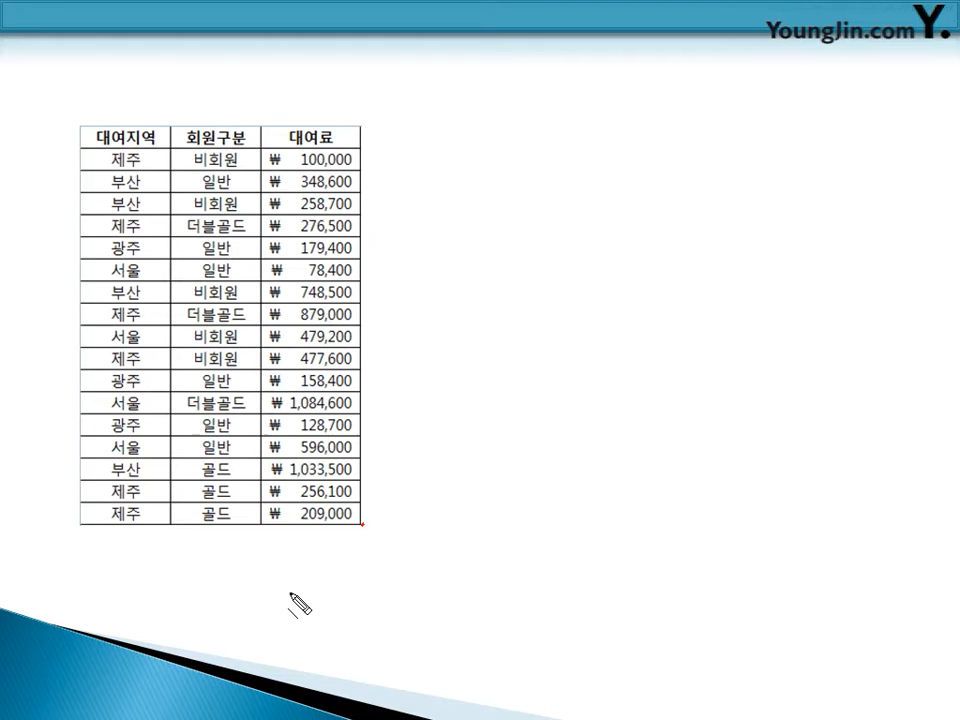 YoungJin.com Y.
대여지역 회원구분 대여료
제주 비회원 ₩ 100,000
부산 일반 ₩ 348,600
부산 비회원 ₩ 258,700
제주 더블골드 ₩ 276,500
광주 일반 ₩ 179,400
서울 일반 ₩ 78,400
부산 비회원 ₩ 748,500
제주 더블골드 ₩ 879,000
서울 비회원 ₩ 479,200
제주 비회원 ₩ 477,600
광주 일반 ₩ 158,400
서울 더블골드 ₩ 1,084,600
광주 일반 ₩ 128,700
서울 일반 ₩ 596,000
부산 골드 ₩ 1,033,500
제주 골드 ₩ 256,100
제주 골드 ₩ 209,000